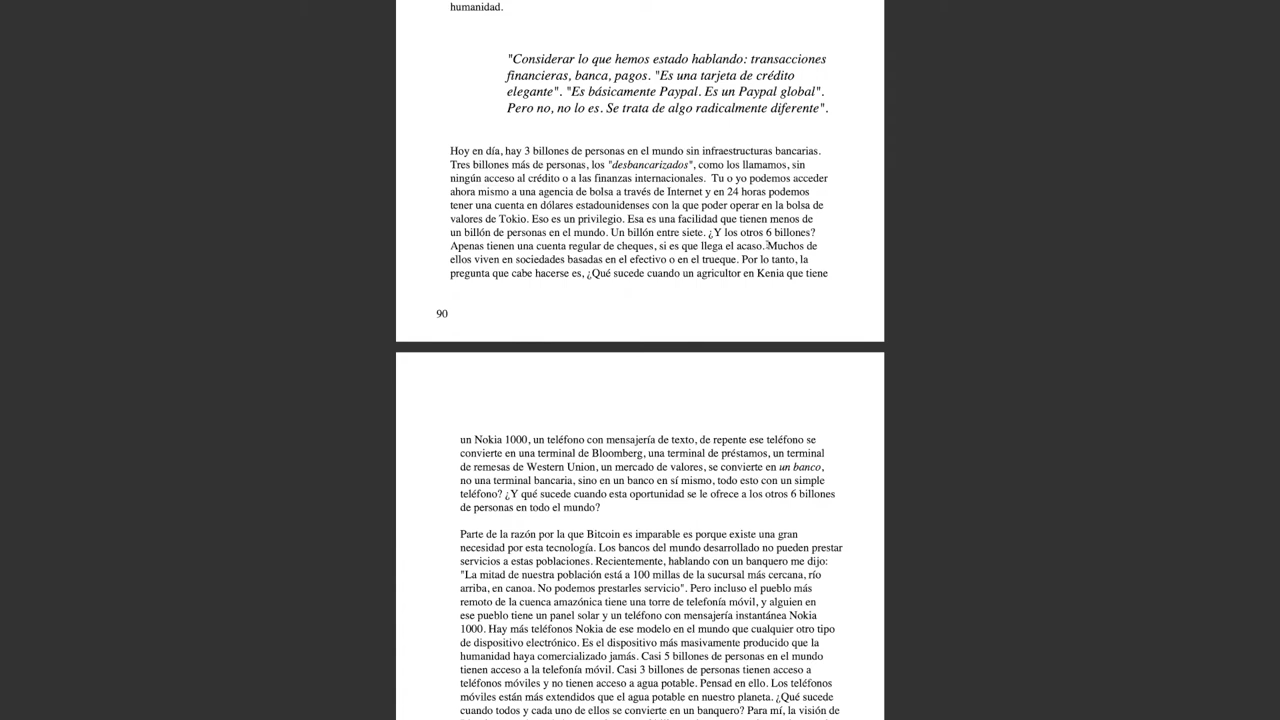 humanidad.
"Considerar lo que hemos estado hablando: transacciones
financieras, banca, pagos. "Es una tarjeta de crédito
elegante". "Es básicamente Paypal. Es un Paypal global".
Pero no, no lo es. Se trata de algo radicalmente diferente".
Hoy en día, hay 3 billones de personas en el mundo sin infraestructuras bancarias.
Tres billones más de personas, los "desbancarizados", como los llamamos, sin
ningún acceso al crédito o a las finanzas internacionales. Tu o yo podemos acceder
ahora mismo a una agencia de bolsa a través de Internet y en 24 horas podemos
tener una cuenta en dólares estadounidenses con la que poder operar en la bolsa de
valores de Tokio. Eso es un privilegio. Esa es una facilidad que tienen menos de
un billón de personas en el mundo. Un billón entre siete. ¿Y los otros 6 billones?
Apenas tienen una cuenta regular de cheques, si es que llega el acaso. Muchos de
ellos viven en sociedades basadas en el efectivo o en el trueque. Por lo tanto, la
pregunta que cabe hacerse es, ¿Qué sucede cuando un agricultor en Kenia que tiene
90
un Nokia 1000, un teléfono con mensajería de texto, de repente ese teléfono se
convierte en una terminal de Bloomberg, una terminal de préstamos, un terminal
de remesas de Western Union, un mercado de valores, se convierte en un banco,
no una terminal bancaria, sino en un banco en sí mismo, todo esto con un simple
teléfono? ¿Y qué sucede cuando esta oportunidad se le ofrece a los otros 6 billones
de personas en todo el mundo?
Parte de la razón por la que Bitcoin es imparable es porque existe una gran
necesidad por esta tecnología. Los bancos del mundo desarrollado no pueden prestar
servicios a estas poblaciones. Recientemente, hablando con un banquero me dijo:
"La mitad de nuestra población está a 100 millas de la sucursal más cercana, río
arriba, en canoa. No podemos prestarles servicio". Pero incluso el pueblo más
remoto de la cuenca amazónica tiene una torre de telefonía móvil, y alguien en
ese pueblo tiene un panel solar y un teléfono con mensajería instantánea Nokia
1000. Hay más teléfonos Nokia de ese modelo en el mundo que cualquier otro tipo
de dispositivo electrónico. Es el dispositivo más masivamente producido que la
humanidad haya comercializado jamás. Casi 5 billones de personas en el mundo
tienen acceso a la telefonía móvil. Casi 3 billones de personas tienen acceso a
teléfonos móviles y no tienen acceso a agua potable. Pensad en ello. Los teléfonos
móviles están más extendidos que el agua potable en nuestro planeta. ¿Qué sucede
cuando todos y cada uno de ellos se convierte en un banquero? Para mí, la visión de